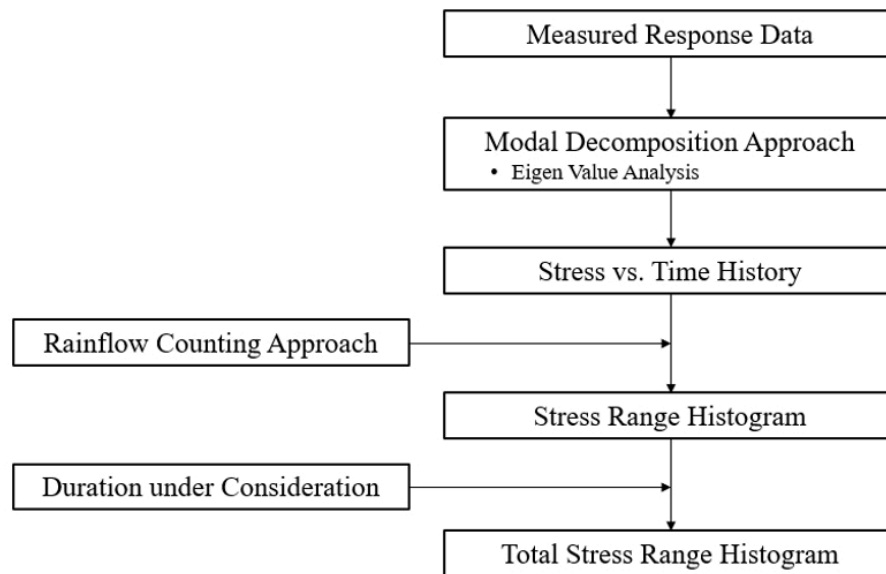 Measured Response Data
Modal Decomposition Approach
• Eigen Value Analysis
Stress vs. Time History
Rainflow Counting Approach
Stress Range Histogram
Duration under Consideration
Total Stress Range Histogram